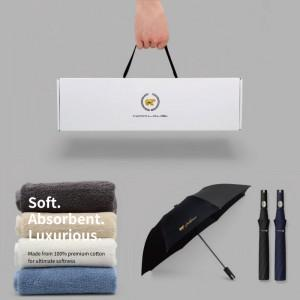 Soft.
Absorbent.
Luxurious.
Made from 100% premium cotton
for ultimate softness